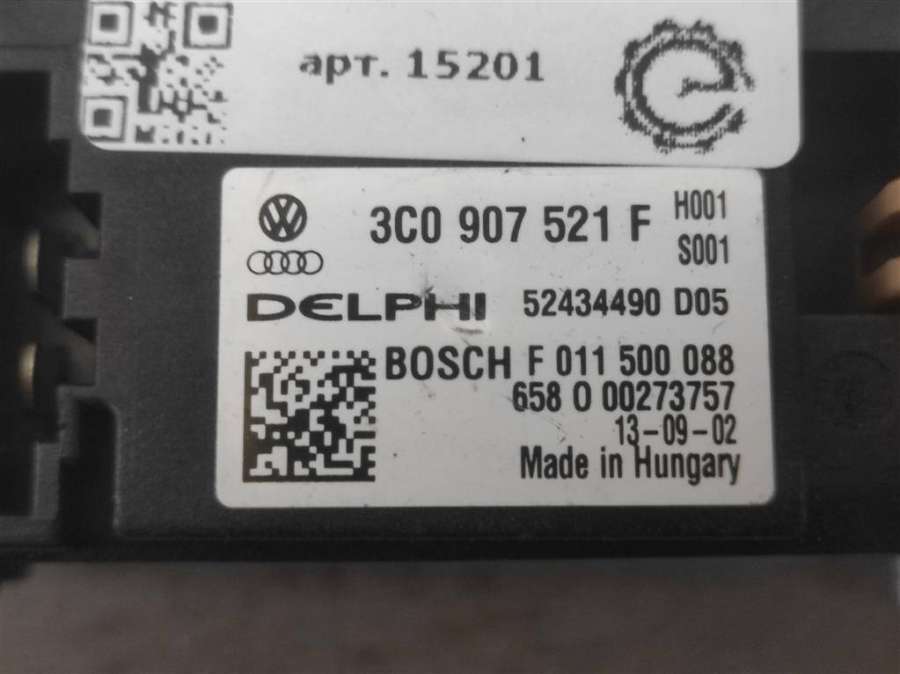 арт. 15201
3C0 907 521 F H001
S001
DELPHI 52434490 D05
BOSCH F 011 500 088
658 0 00273757
13-09-02
Made in Hungary